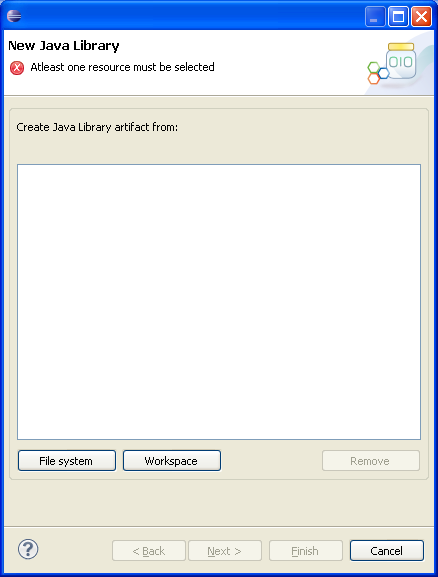 New Java Library
Atleast one resource must be selected
010
Create Java Library artifact from:
File system
Workspace
Remove
?
< Back
Next >
Finish
Cancel